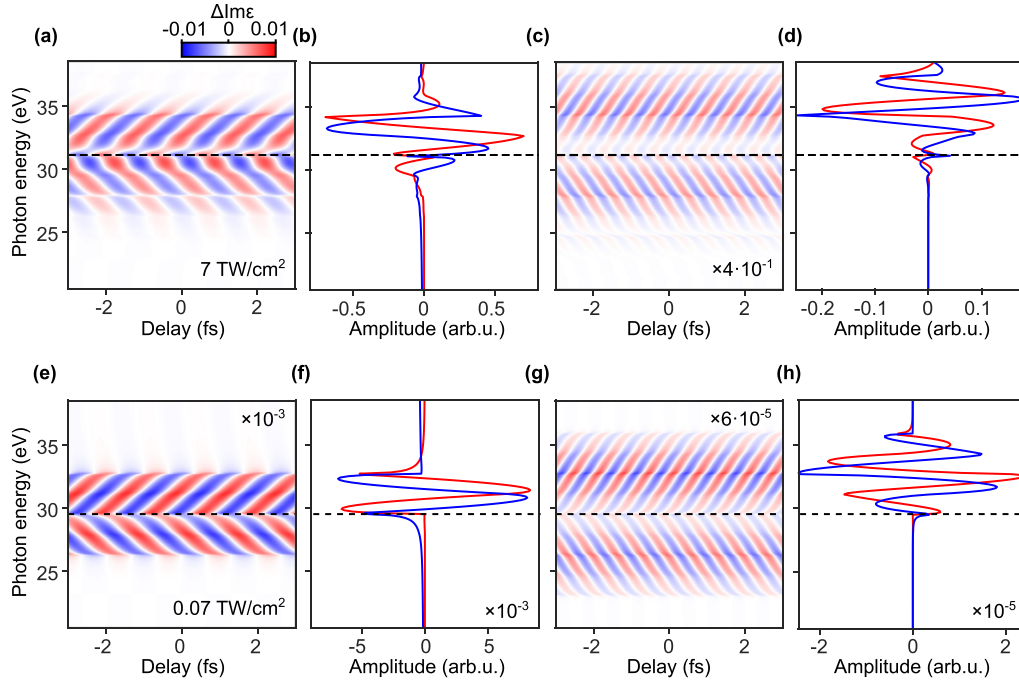 ΔImε
-0.01 0 0.01
(a) (b) (c) (d)
35
30
25
Photon energy (eV)
7 TW/cm²
×4·10⁻¹
-2 0 2
-0.5 0 0.5
-2 0 2
-0.2 -0.1 0 0.1
Delay (fs) Amplitude (arb.u.) Delay (fs) Amplitude (arb.u.)
(e) (f) (g) (h)
×10⁻³
×6·10⁻⁵
35
30
25
Photon energy (eV)
0.07 TW/cm²
×10⁻³
×10⁻⁵
-2 0 2
-5 0 5
-2 0 2
-2 0 2
Delay (fs) Amplitude (arb.u.) Delay (fs) Amplitude (arb.u.)